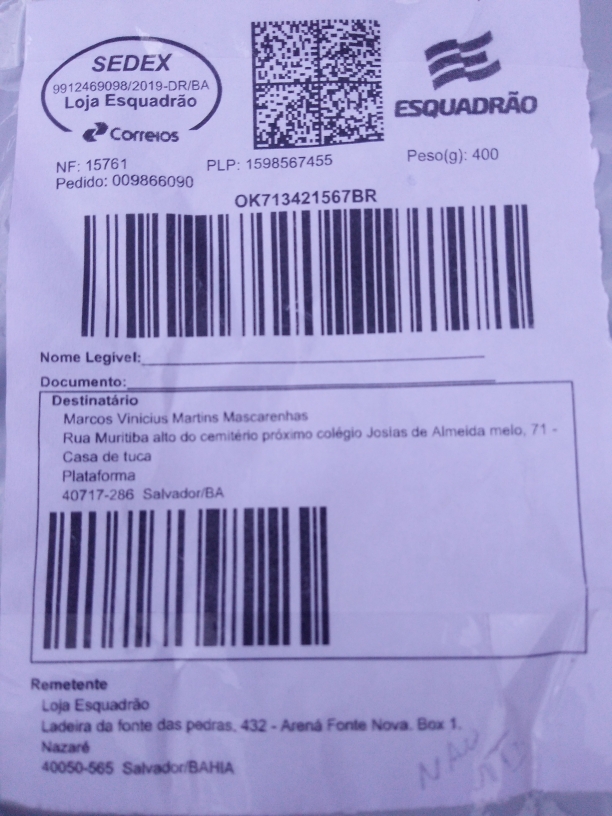 SEDEX
9912469098/2019-DR/BA
Loja Esquadrão
Correios
ESQUADRÃO
NF: 15761 PLP: 1598567455 Peso(g): 400
Pedido: 009866090
OK713421567BR
Nome Legivel:
Documento:
Destinatário
Marcos Vinicius Martins Mascarenhas
Rua Muritiba alto do cemitério próximo colégio Josias de Almeida melo, 71 -
Casa de tuca
Plataforma
40717-286 Salvador/BA
Remetente
Loja Esquadrão
Ladeira da fonte das pedras, 432 - Arená Fonte Nova. Box 1.
Nazaré
40050-565 Salvador/BAHIA